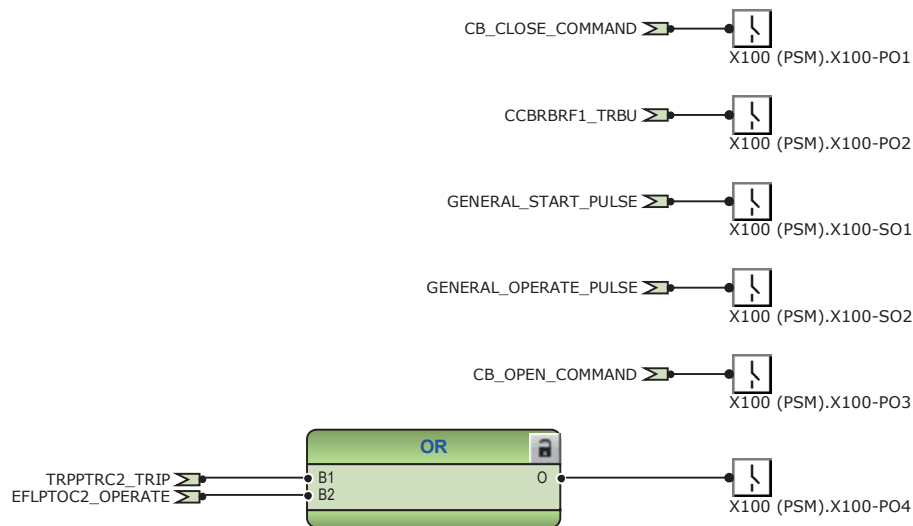 CB_CLOSE_COMMAND
X100 (PSM).X100-PO1
CCBRBRF1_TRBU
X100 (PSM).X100-PO2
GENERAL_START_PULSE
X100 (PSM).X100-SO1
GENERAL_OPERATE_PULSE
X100 (PSM).X100-SO2
CB_OPEN_COMMAND
X100 (PSM).X100-PO3
OR
TRPPTRC2_TRIP
B1
O
EFLPTOC2_OPERATE
B2
X100 (PSM).X100-PO4